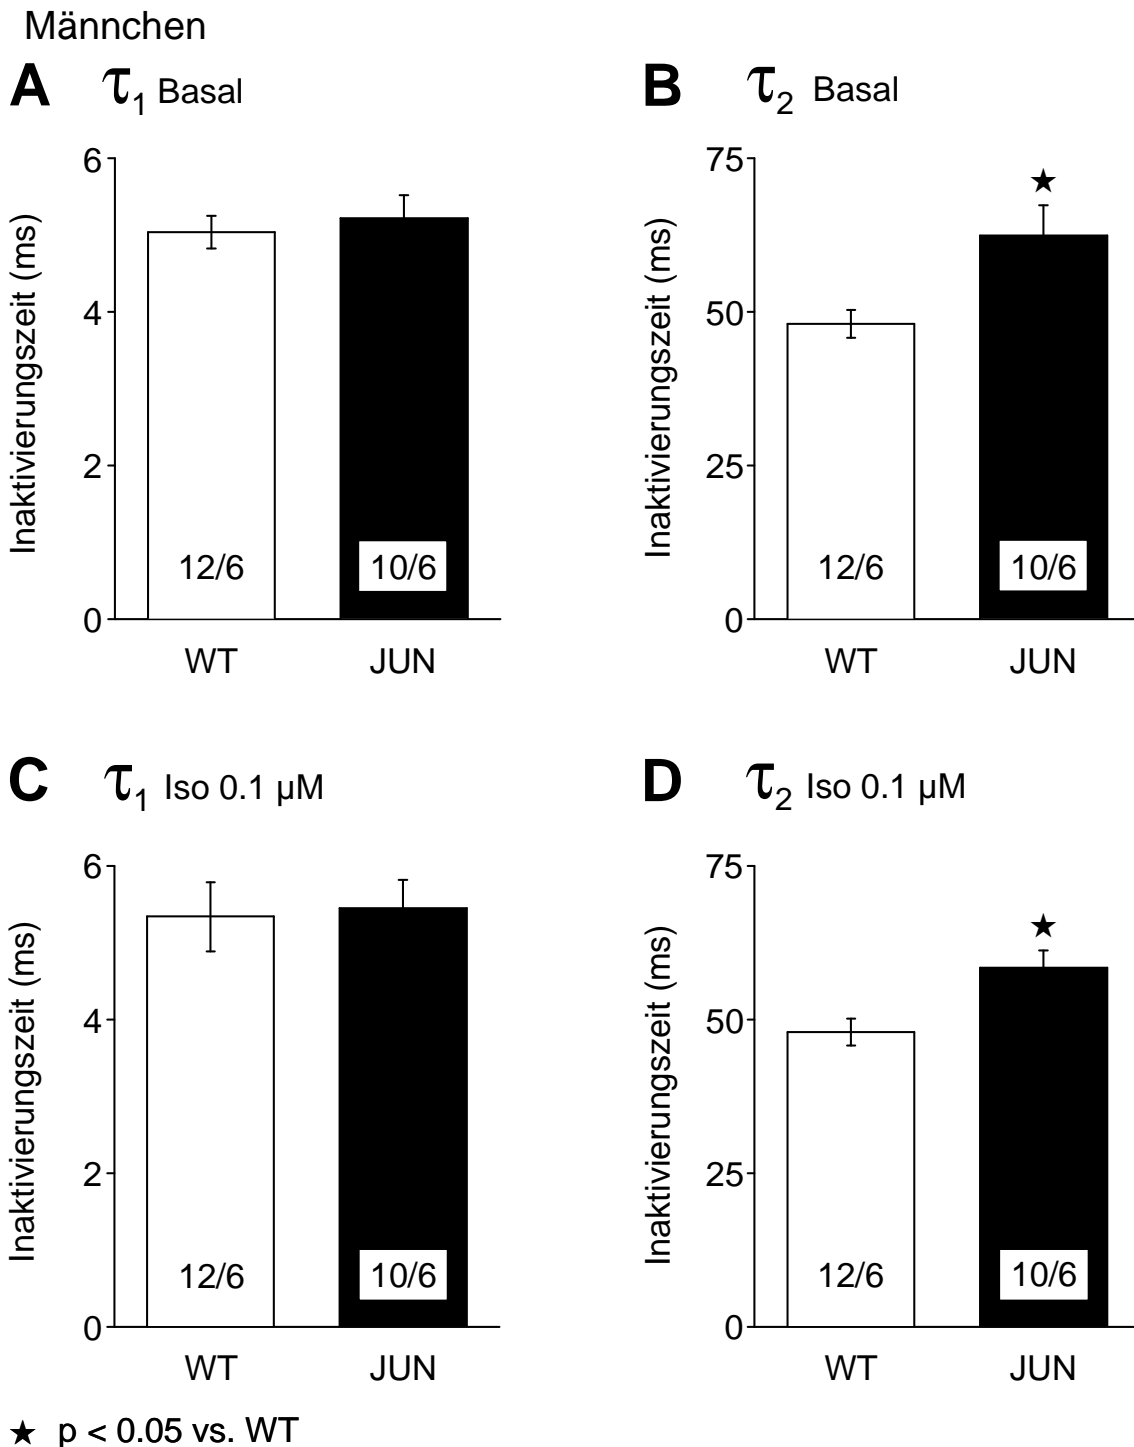 Männchen
A τ1 Basal
Inaktivierungszeit (ms)
6
4
2
0
12/6
10/6
WT JUN
B τ2 Basal
Inaktivierungszeit (ms)
75
50
25
0
★
12/6
10/6
WT JUN
C τ1 Iso 0.1 µM
Inaktivierungszeit (ms)
6
4
2
0
12/6
10/6
WT JUN
D τ2 Iso 0.1 µM
Inaktivierungszeit (ms)
75
50
25
0
★
12/6
10/6
WT JUN
★ p < 0.05 vs. WT